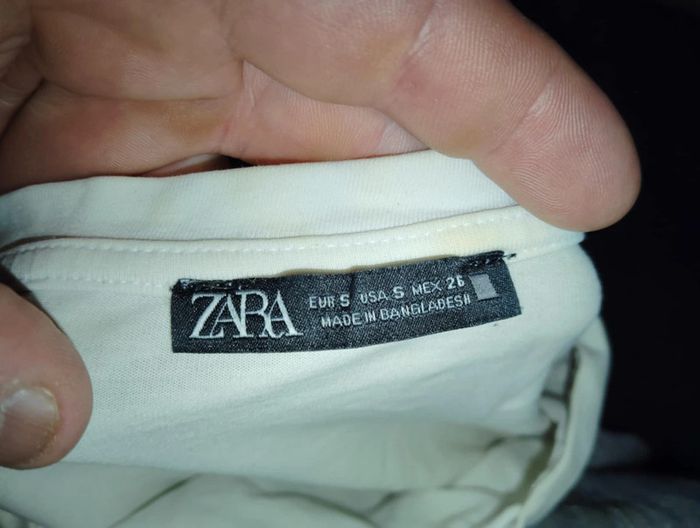 ZARA
EUR S USA S MEX 26
MADE IN BANGLADESH